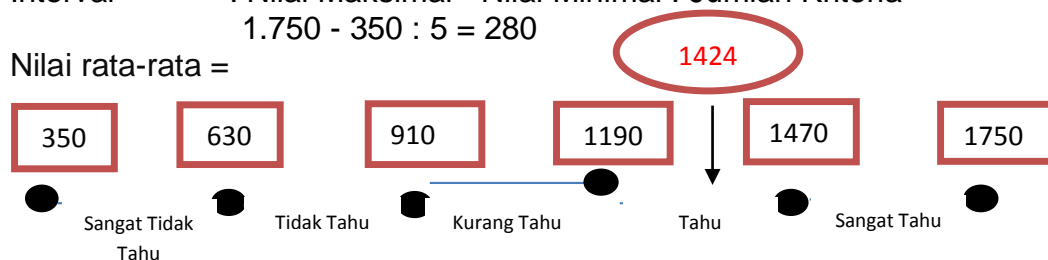 1.750 - 350 : 5 = 280
1424
Nilai rata-rata =
350 630 910 1190 1470 1750
Sangat Tidak Tahu Tidak Tahu Kurang Tahu Tahu Sangat Tahu